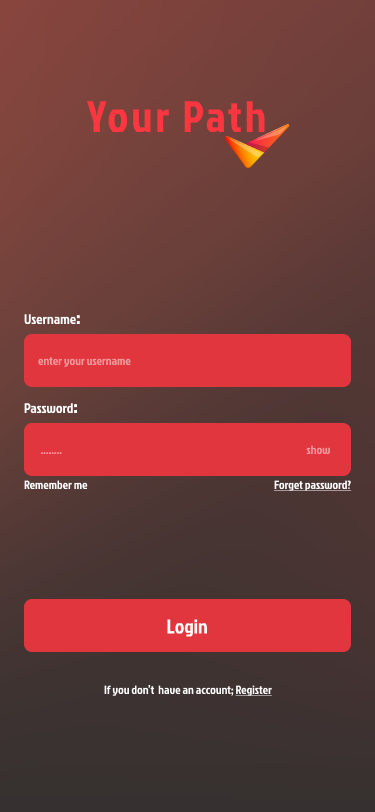 Your Path
Username:
enter your username
Password:
........ show
Remember me Forget password?
Login
If you don't have an account; Register